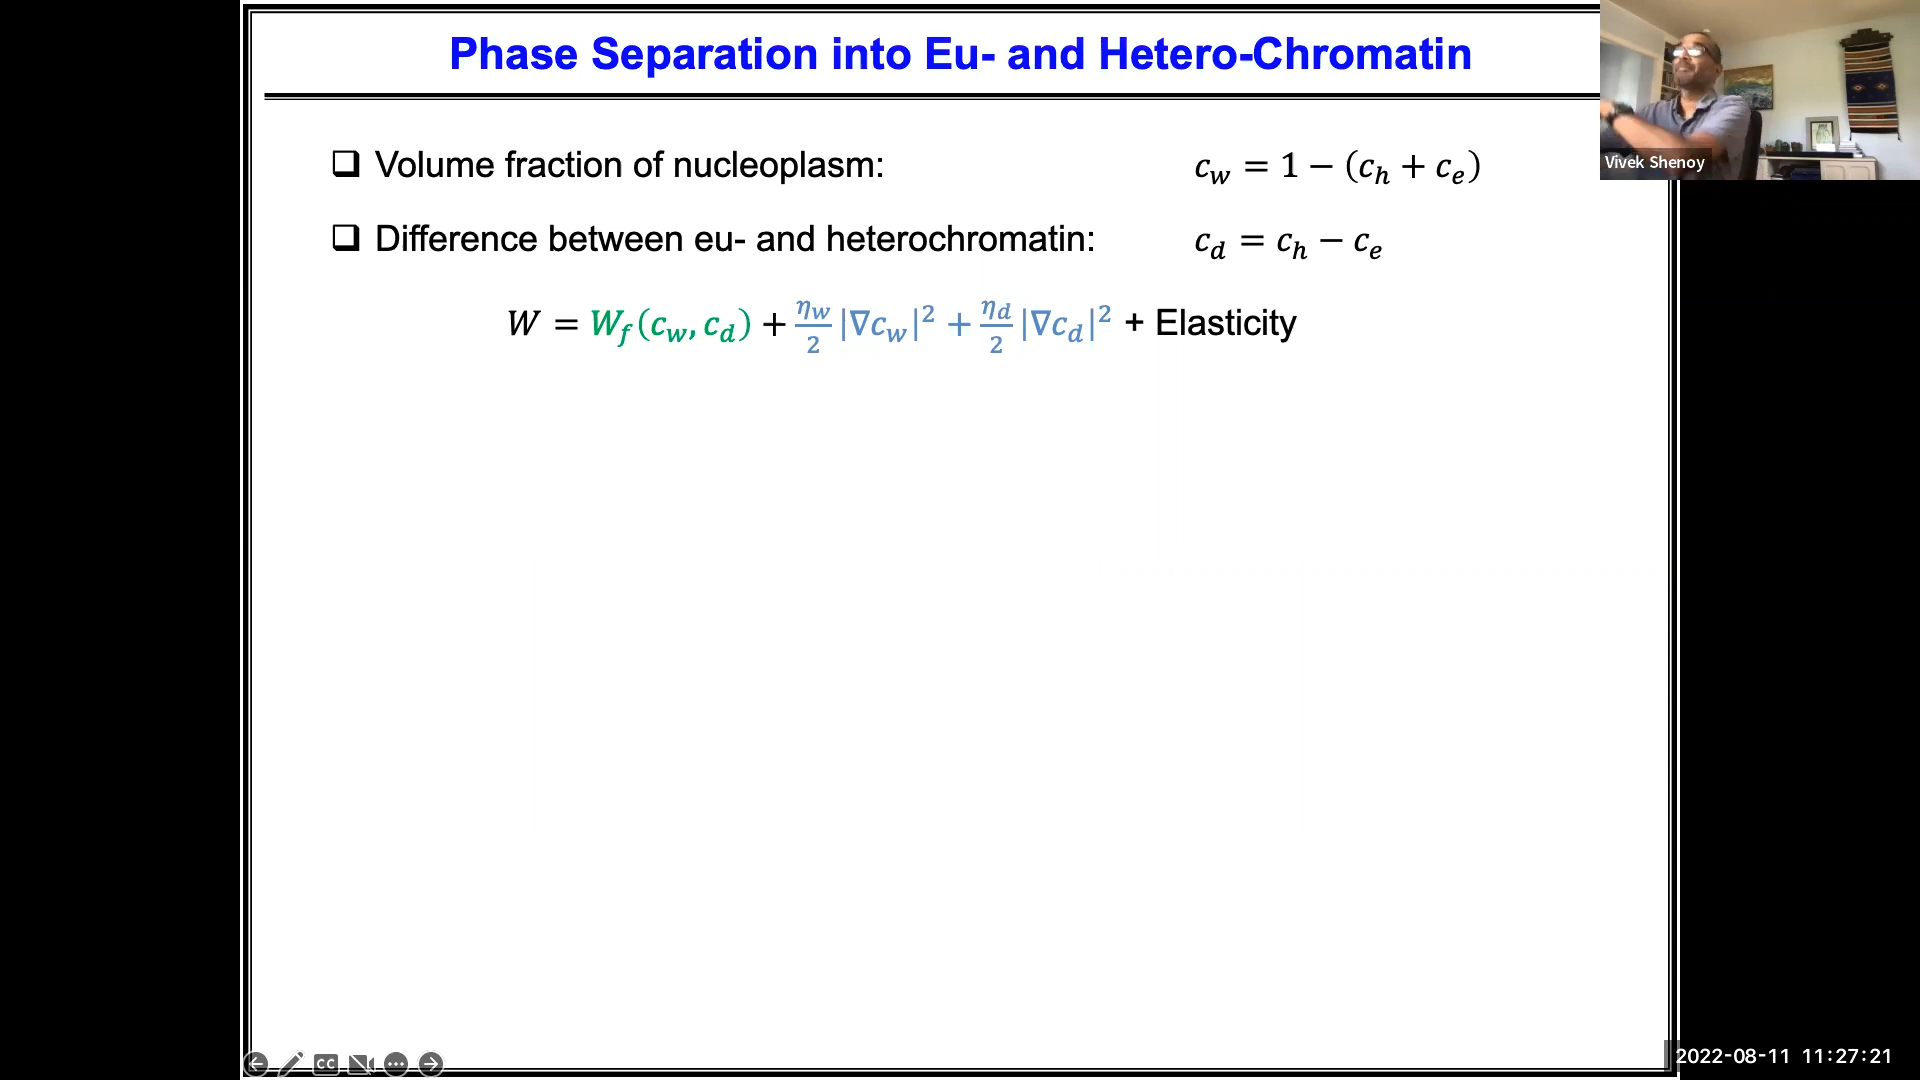 Phase Separation into Eu- and Hetero-Chromatin
❑ Volume fraction of nucleoplasm: c_w = 1 − (c_h + c_e)
❑ Difference between eu- and heterochromatin: c_d = c_h − c_e
W = W_f(c_w, c_d) + η_w/2 |∇c_w|² + η_d/2 |∇c_d|² + Elasticity
Vivek Shenoy
CC
2022-08-11 11:27:21